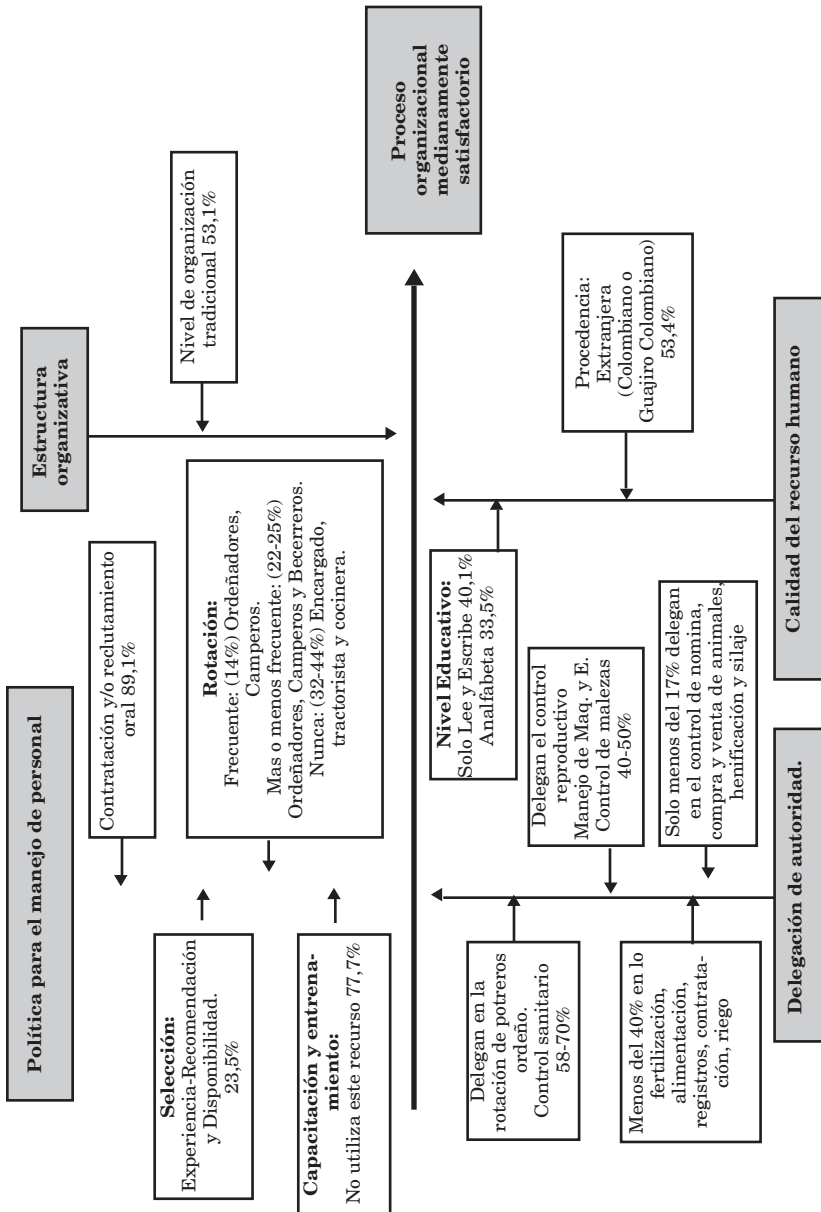 Política para el manejo de personal
Estructura
organizativa
Contratación y/o redutamiento
oral 89,1%
Nivel de organización
tradicional 53,1%
Selección:
Experiencia-Recomendación
y Disponibilidad.
23,5%
Rotación:
Frecuente: (14%) Ordeñadores,
Camperos.
Mas o menos frecuente: (22-25%)
Ordeñadores, Camperos y Becerreros.
Nunca: (32-44%) Encargado,
tractorista y cocinera.
Capacitación y entrena-
miento:
No utiliza este recurso 77,7%
Proceso
organizacional
medianamente
satisfactorio
Delegan en la
rotación de potreros
ordeño.
Control sanitario
58-70%
Nivel Educativo:
Solo Lee y Escribe 40,1%
Analfabeta 33,5%
Procedencia:
Extranjera
(Colombiano o
Guajiro Colombiano)
53,4%
Delegan el control
reproductivo
Manejo de Maq. y E.
Control de malezas
40-50%
Menos del 40% en lo
fertilización,
alimentación,
registros, contrata-
ción, riego
Solo menos del 17% delegan
en el control de nomina,
compra y venta de animales,
henificación y silaje
Delegación de autoridad.
Calidad del recurso humano